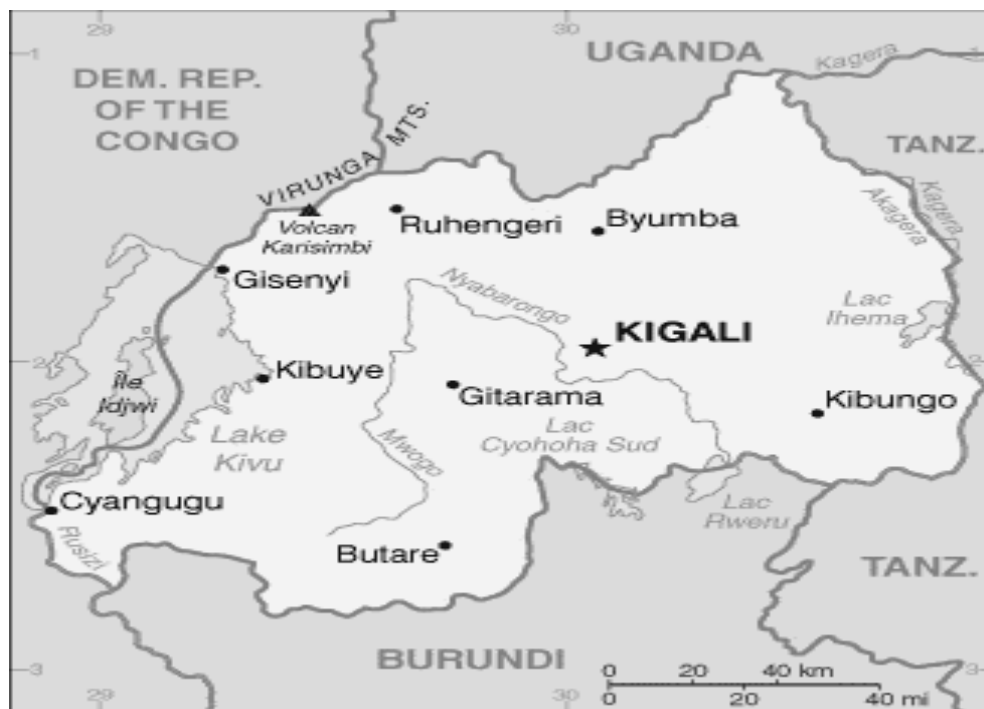 29
30
1
1
UGANDA
Kagera
DEM. REP.
OF THE
CONGO
TANZ.
VIRUNGA MTS.
Kagera
Akagera
Volcan
Karisimbi
Ruhengeri
Byumba
Gisenyi
Nyabarongo
Lac
Ihema
KIGALI
2
Île
Idjwi
Kibuye
Gitarama
Kibungo
Lake
Kivu
Mwogo
Lac
Cyohoha Sud
Cyangugu
Lac
Rweru
Rusizi
Butare
TANZ.
BURUNDI
3
3
0 20 40 km
0 20 40 mi
29
30